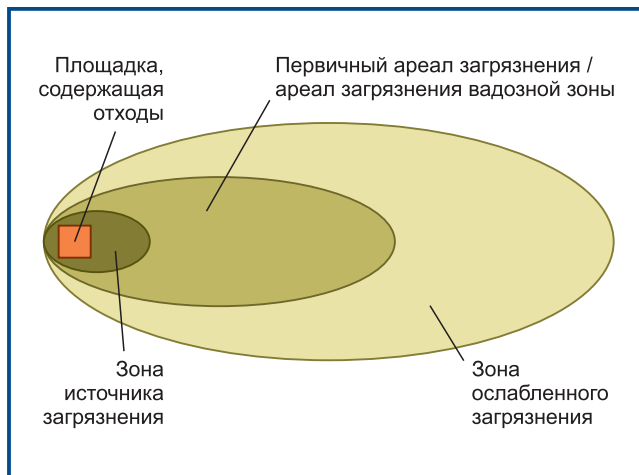 Площадка,
содержащая
отходы
Первичный ареал загрязнения /
ареал загрязнения вадозной зоны
Зона
источника
загрязнения
Зона
ослабленного
загрязнения